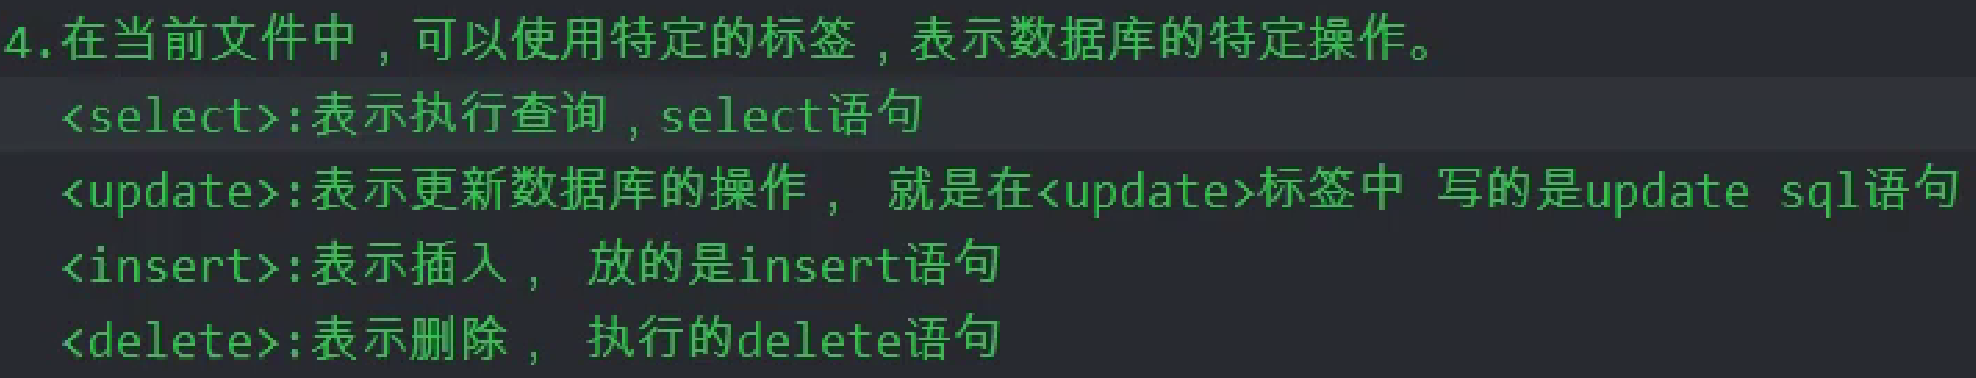 4.在当前文件中，可以使用特定的标签，表示数据库的特定操作。
<select>:表示执行查询，select语句
<update>:表示更新数据库的操作， 就是在<update>标签中 写的是update sql语句
<insert>:表示插入， 放的是insert语句
<delete>:表示删除， 执行的delete语句